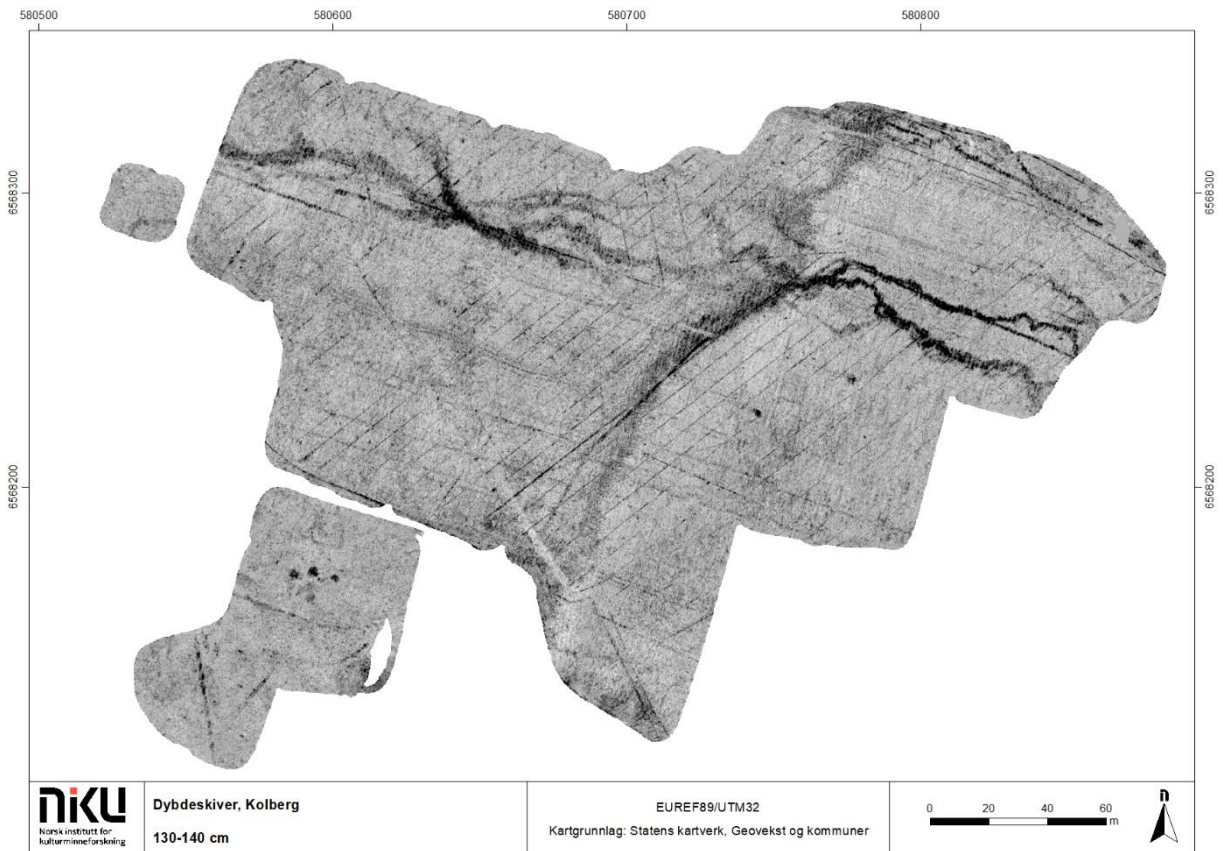 580500 580600 580700 580800
6568300 6568300
6568200 6568200
niku
Norsk institutt for
kulturminneforskning
Dybdeskiver, Kolberg
130-140 cm
EUREF89/UTM32
Kartgrunnlag: Statens kartverk, Geovekst og kommuner
0 20 40 60
m
n